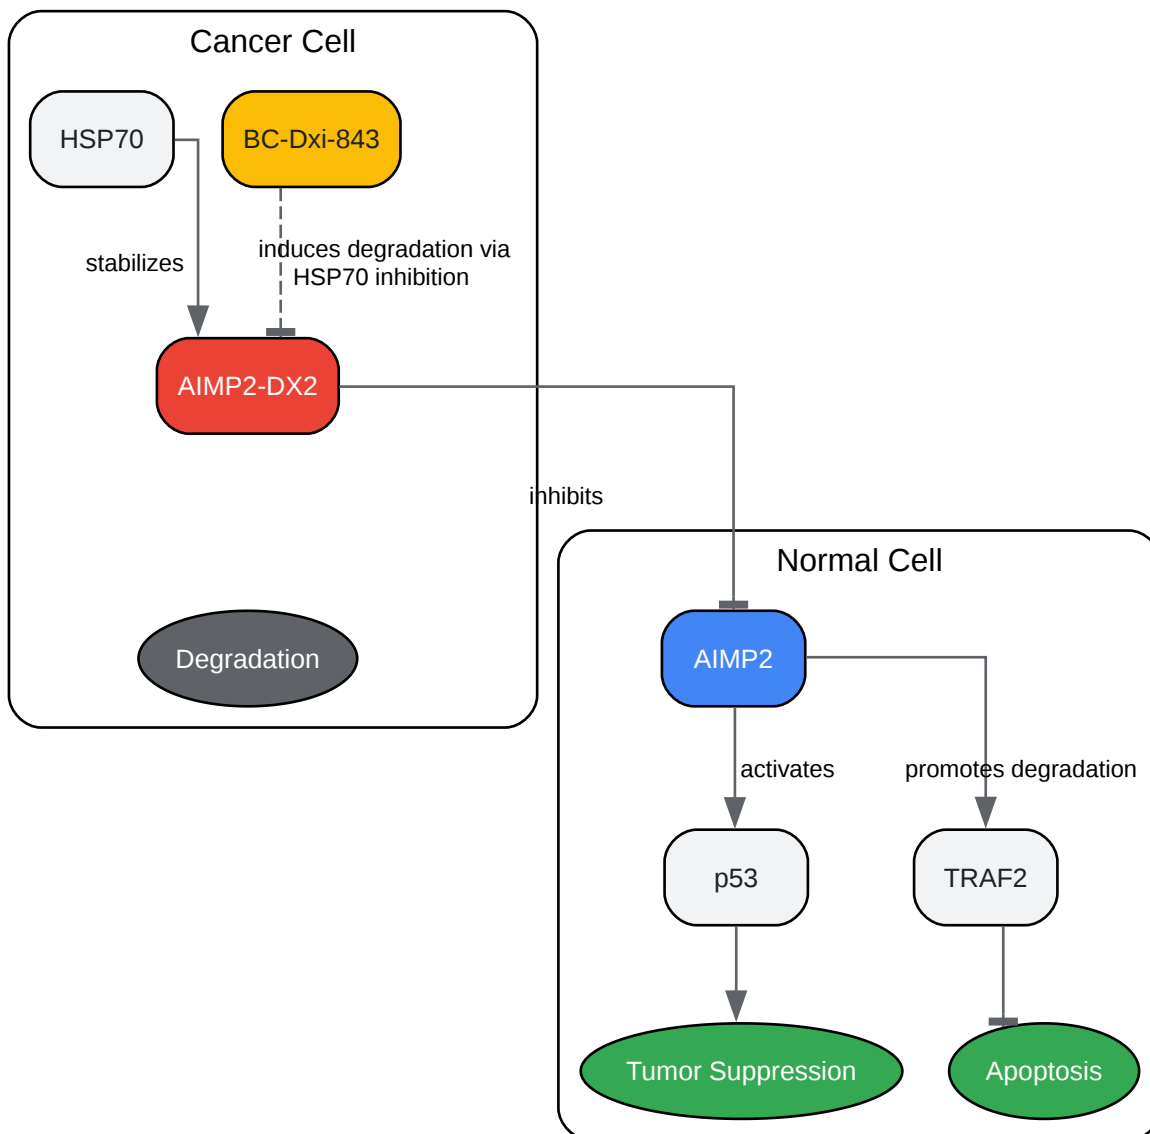 Cancer Cell
HSP70
BC-Dxi-843
stabilizes
induces degradation via
HSP70 inhibition
AIMP2-DX2
inhibits
Degradation
Normal Cell
AIMP2
activates
promotes degradation
p53
TRAF2
Tumor Suppression
Apoptosis